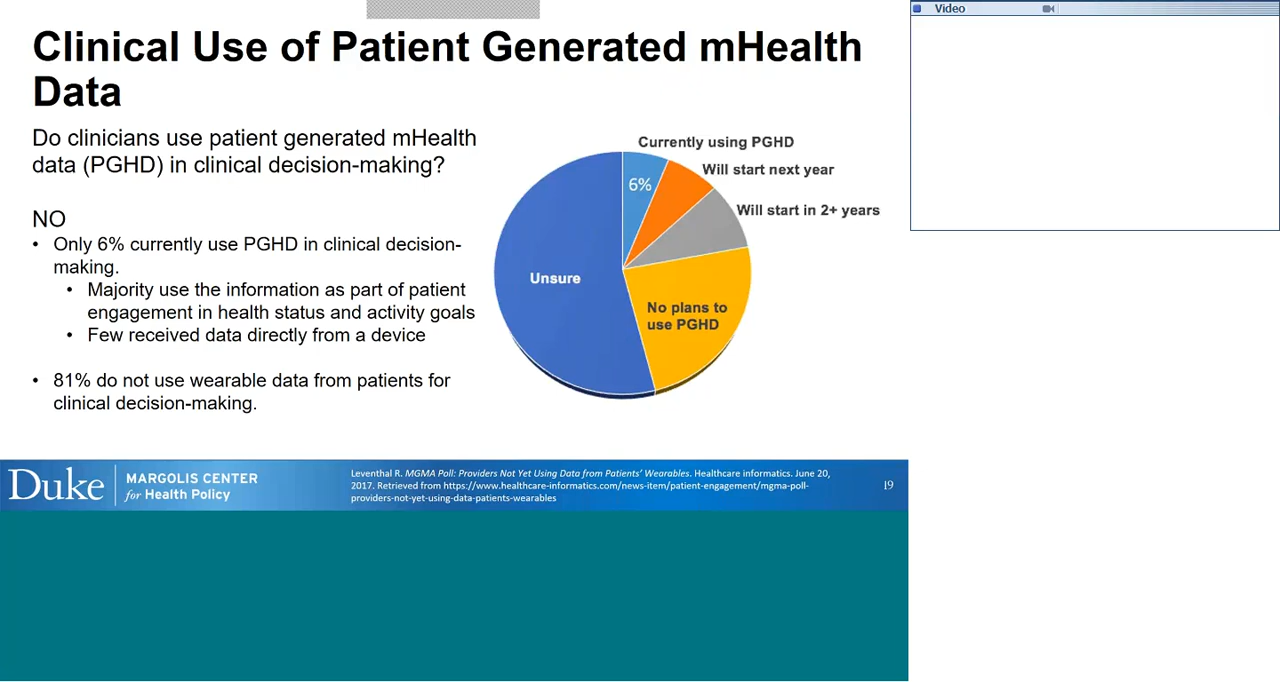 Video
Clinical Use of Patient Generated mHealth
Data
Do clinicians use patient generated mHealth
data (PGHD) in clinical decision-making?
NO
• Only 6% currently use PGHD in clinical decision-
making.
• Majority use the information as part of patient
engagement in health status and activity goals
• Few received data directly from a device
• 81% do not use wearable data from patients for
clinical decision-making.
Currently using PGHD
6%
Will start next year
Will start in 2+ years
Unsure
No plans to
use PGHD
Duke
MARGOLIS CENTER
for Health Policy
Leventhal R. MGMA Poll: Providers Not Yet Using Data from Patients' Wearables. Healthcare informatics. June 20,
2017. Retrieved from https://www.healthcare-informatics.com/news-item/patient-engagement/mgma-poll-
providers-not-yet-using-data-patients-wearables
19